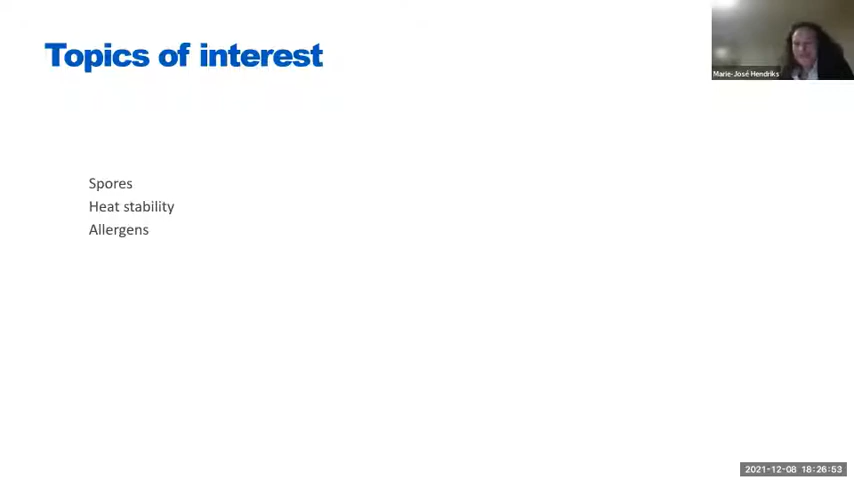 Topics of interest
Marie-José Hendriks
Spores
Heat stability
Allergens
2021-12-08 18:26:53